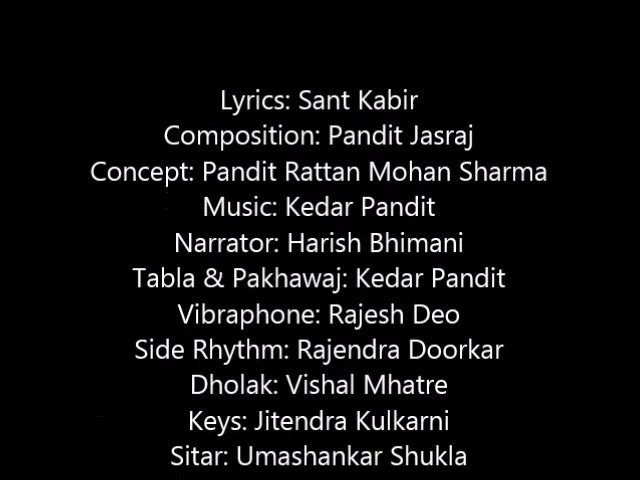 Lyrics: Sant Kabir
Composition: Pandit Jasraj
Concept: Pandit Rattan Mohan Sharma
Music: Kedar Pandit
Narrator: Harish Bhimani
Tabla & Pakhawaj: Kedar Pandit
Vibraphone: Rajesh Deo
Side Rhythm: Rajendra Doorkar
Dholak: Vishal Mhatre
Keys: Jitendra Kulkarni
Sitar: Umashankar Shukla